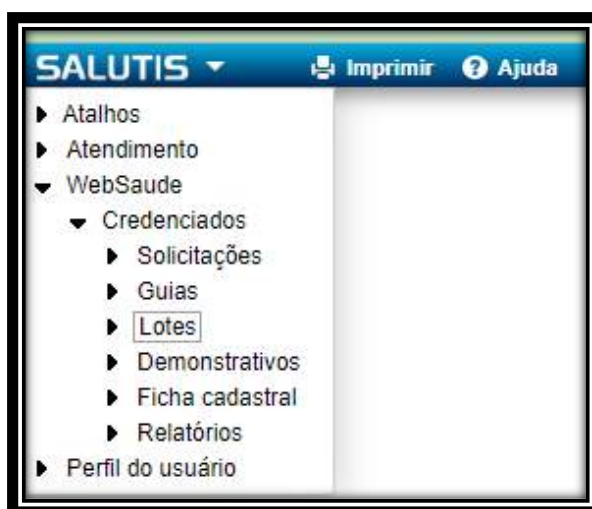 SALUTIS Imprimir Ajuda
Atalhos
Atendimento
WebSaude
Credenciados
Solicitações
Guias
Lotes
Demonstrativos
Ficha cadastral
Relatórios
Perfil do usuário